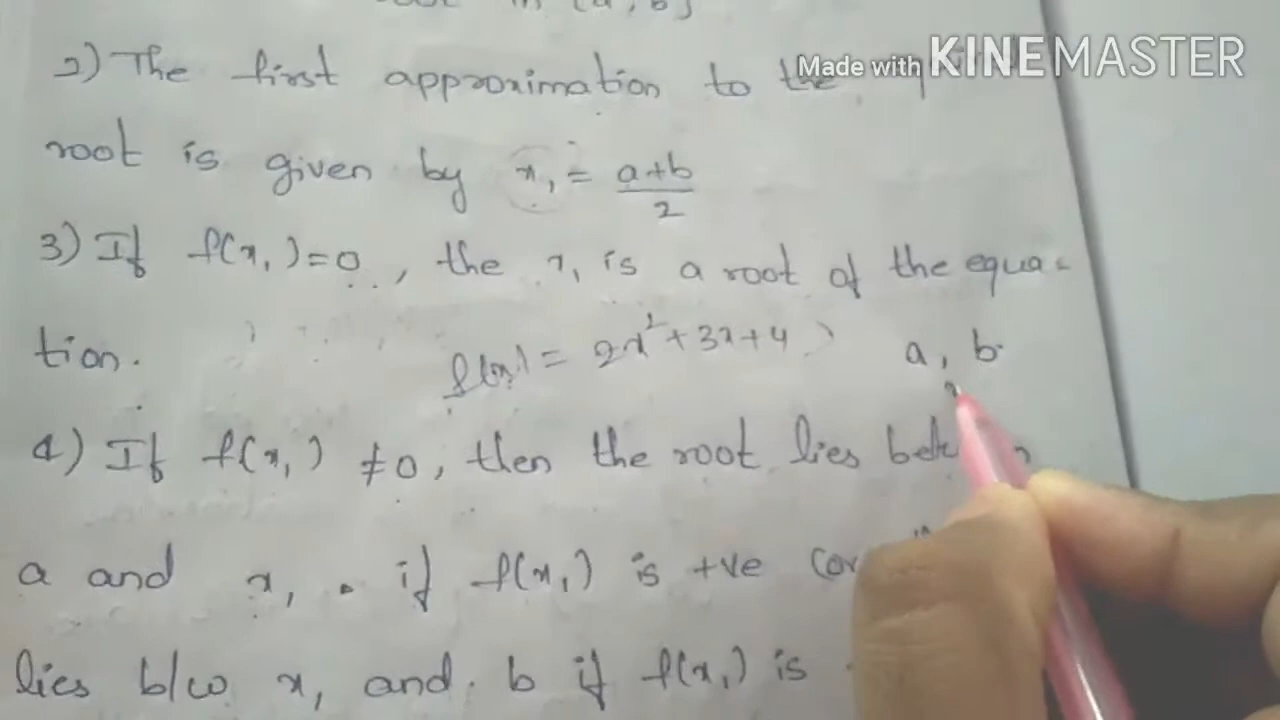 in [a, b]
2) The first approximation to the
Made with KINEMASTER
root is given by x₁ = a+b/2
3) If f(x₁)=0, the x₁ is a root of the equa-
tion.
f(x) = 2x²+3x+4
a, b
4) If f(x₁) ≠0, then the root lies
a and x₁. if f(x₁) is +ve (or
lies b/w x₁ and b if f(x₁) is